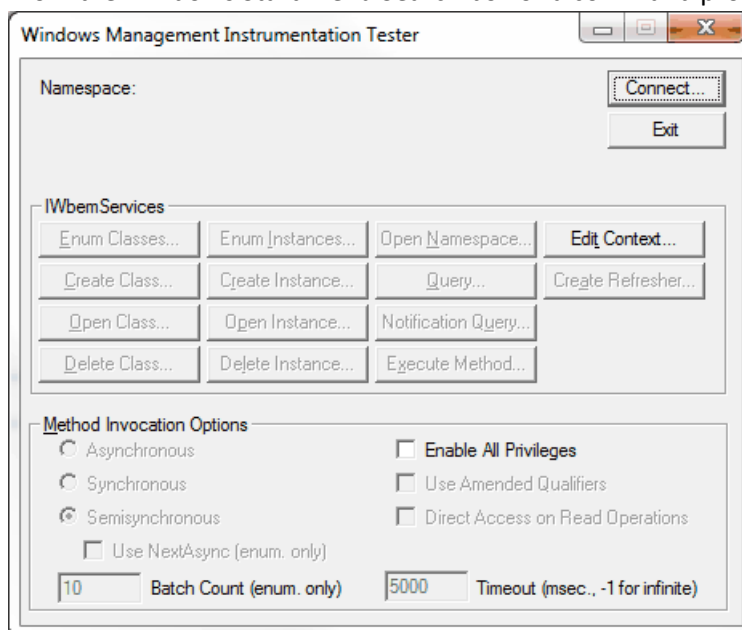 Windows Management Instrumentation Tester
Namespace:
Connect...
Exit
IWbemServices
Enum Classes... Enum Instances... Open Namespace... Edit Context...
Create Class... Create Instance... Query... Create Refresher...
Open Class... Open Instance... Notification Query...
Delete Class... Delete Instance... Execute Method...
Method Invocation Options
Asynchronous Enable All Privileges
Synchronous Use Amended Qualifiers
Semisynchronous Direct Access on Read Operations
Use NextAsync (enum. only)
10 Batch Count (enum. only) 5000 Timeout (msec., -1 for infinite)